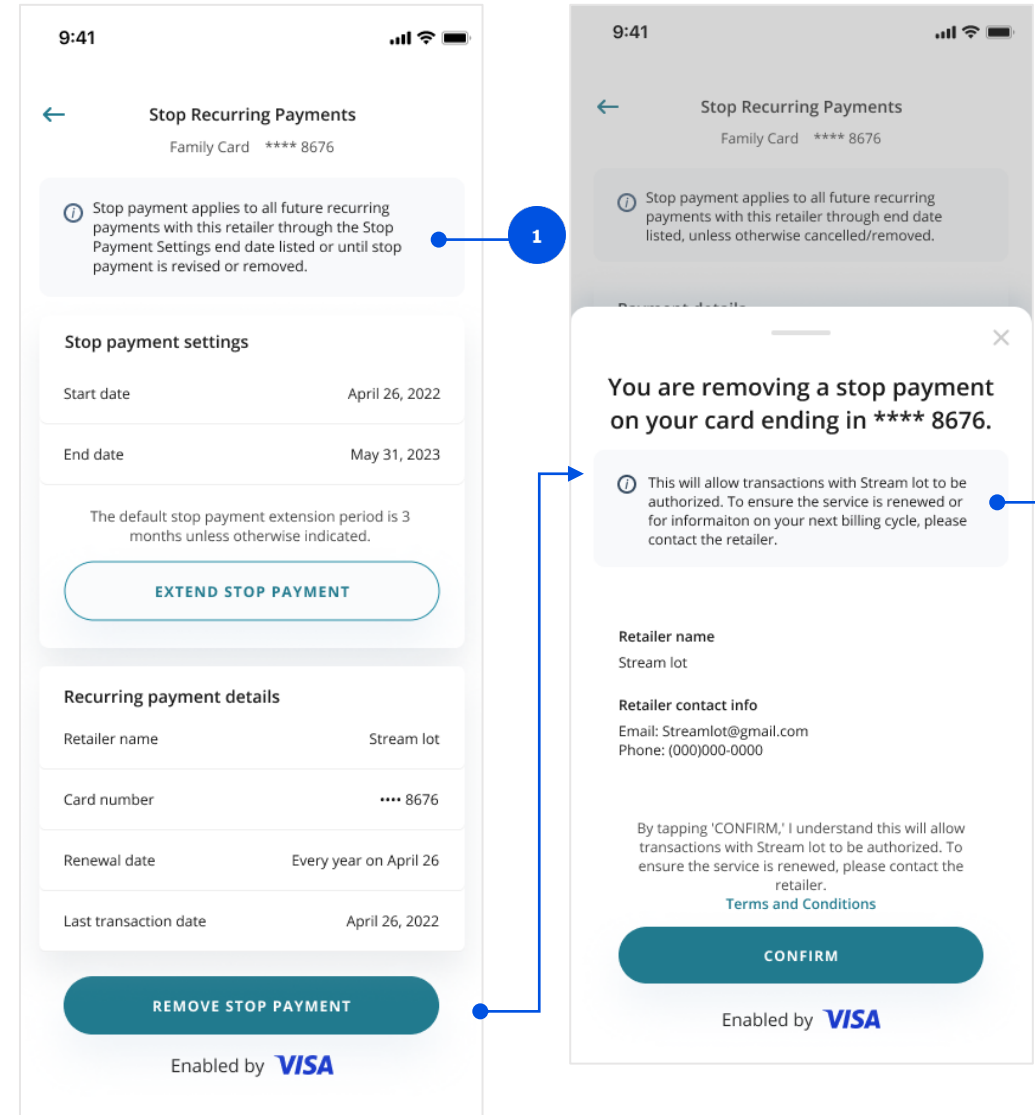 9:41
Stop Recurring Payments
Family Card **** 8676
Stop payment applies to all future recurring
payments with this retailer through the Stop
Payment Settings end date listed or until stop
payment is revised or removed.
1
Stop payment settings
Start date April 26, 2022
End date May 31, 2023
The default stop payment extension period is 3
months unless otherwise indicated.
EXTEND STOP PAYMENT
Recurring payment details
Retailer name Stream lot
Card number •••• 8676
Renewal date Every year on April 26
Last transaction date April 26, 2022
REMOVE STOP PAYMENT
Enabled by VISA
9:41
Stop Recurring Payments
Family Card **** 8676
Stop payment applies to all future recurring
payments with this retailer through end date
listed, unless otherwise cancelled/removed.
Payment details
You are removing a stop payment
on your card ending in **** 8676.
This will allow transactions with Stream lot to be
authorized. To ensure the service is renewed or
for informaiton on your next billing cycle, please
contact the retailer.
Retailer name
Stream lot
Retailer contact info
Email: Streamlot@gmail.com
Phone: (000)000-0000
By tapping 'CONFIRM,' I understand this will allow
transactions with Stream lot to be authorized. To
ensure the service is renewed, please contact the
retailer.
Terms and Conditions
CONFIRM
Enabled by VISA